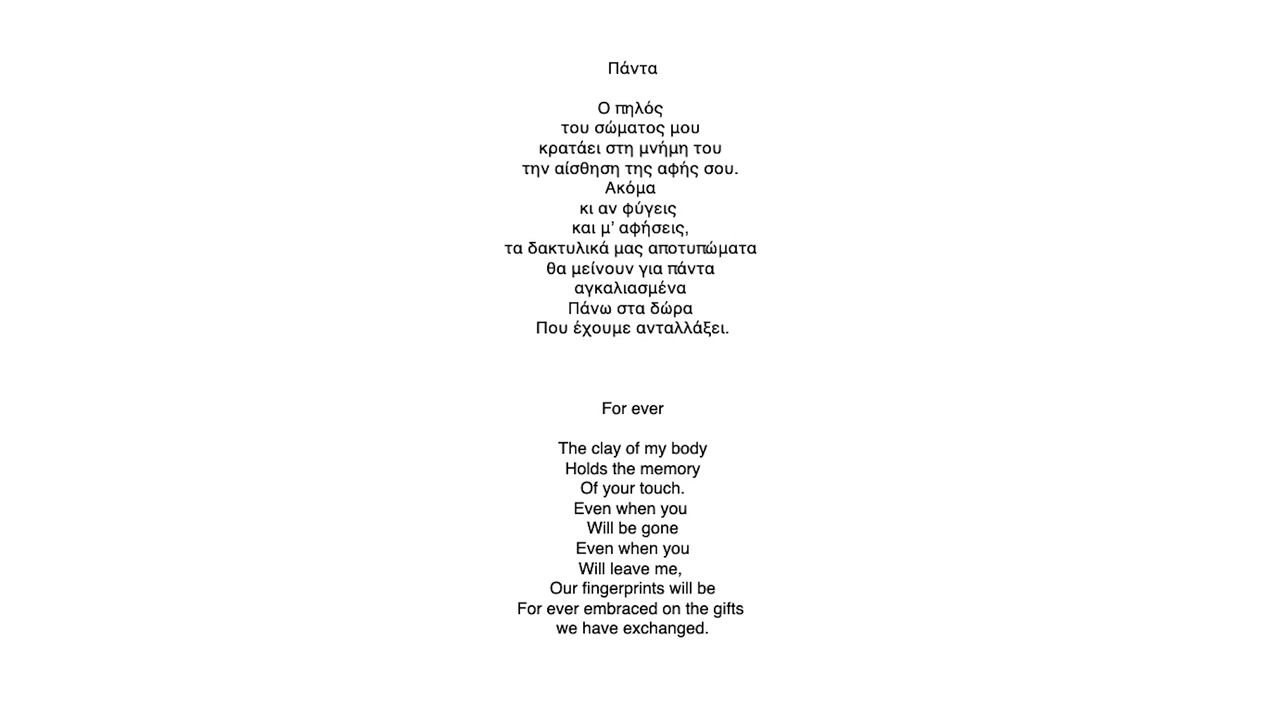 Πάντα
Ο πηλός
του σώματος μου
κρατάει στη μνήμη του
την αίσθηση της αφής σου.
Ακόμα
κι αν φύγεις
και μ’ αφήσεις,
τα δακτυλικά μας αποτυπώματα
θα μείνουν για πάντα
αγκαλιασμένα
Πάνω στα δώρα
Που έχουμε ανταλλάξει.
For ever
The clay of my body
Holds the memory
Of your touch.
Even when you
Will be gone
Even when you
Will leave me,
Our fingerprints will be
For ever embraced on the gifts
we have exchanged.